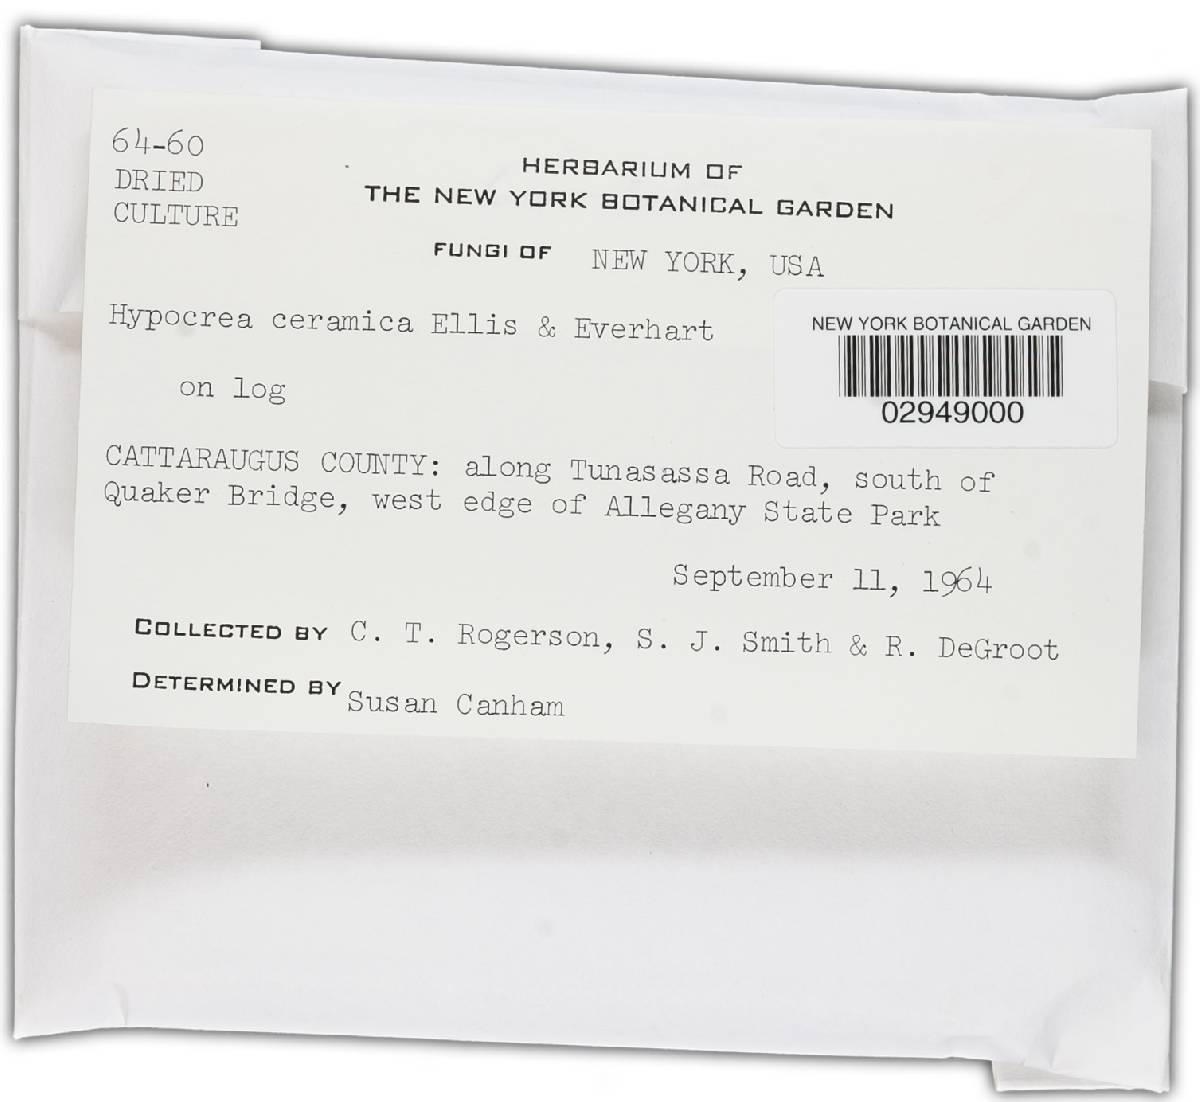 64-60
DRIED
CULTURE
HERBARIUM OF
THE NEW YORK BOTANICAL GARDEN
FUNGI OF NEW YORK, USA
Hypocrea ceramica Ellis & Everhart
NEW YORK BOTANICAL GARDEN
02949000
on log
CATTARAUGUS COUNTY: along Tunasassa Road, south of
Quaker Bridge, west edge of Allegany State Park
September 11, 1964
COLLECTED BY C. T. Rogerson, S. J. Smith & R. DeGroot
DETERMINED BY Susan Canham